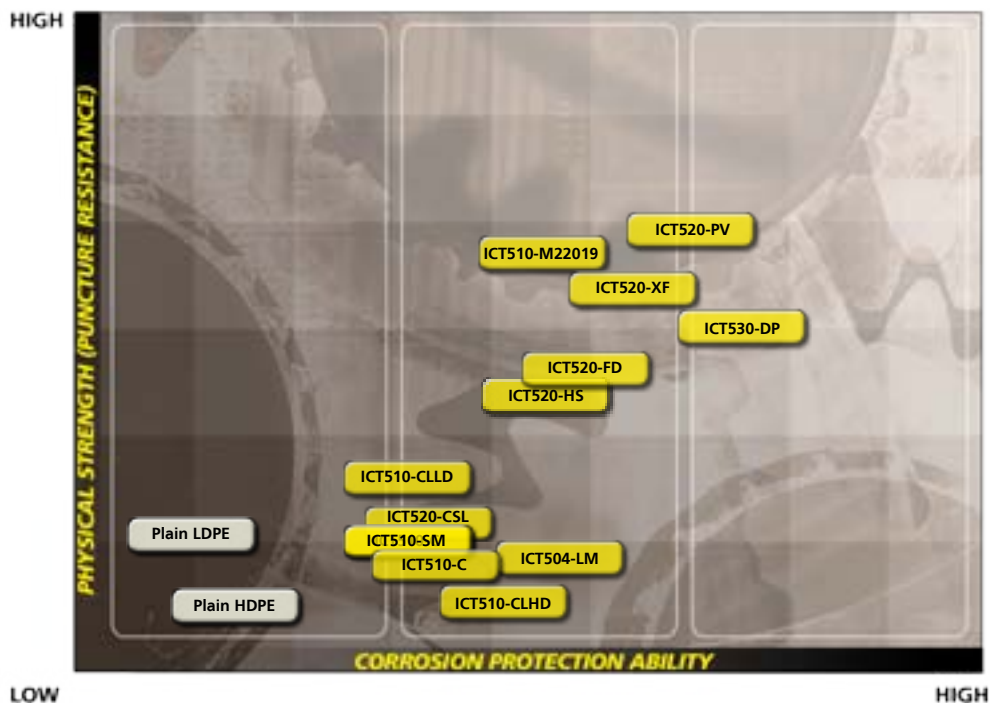 HIGH
PHYSICAL STRENGTH (PUNCTURE RESISTANCE)
ICT520-PV
ICT510-M22019
ICT520-XF
ICT530-DP
ICT520-FD
ICT520-HS
ICT510-CLLD
ICT520-CSL
Plain LDPE
ICT510-SM
ICT504-LM
ICT510-C
ICT510-CLHD
Plain HDPE
CORROSION PROTECTION ABILITY
LOW
HIGH